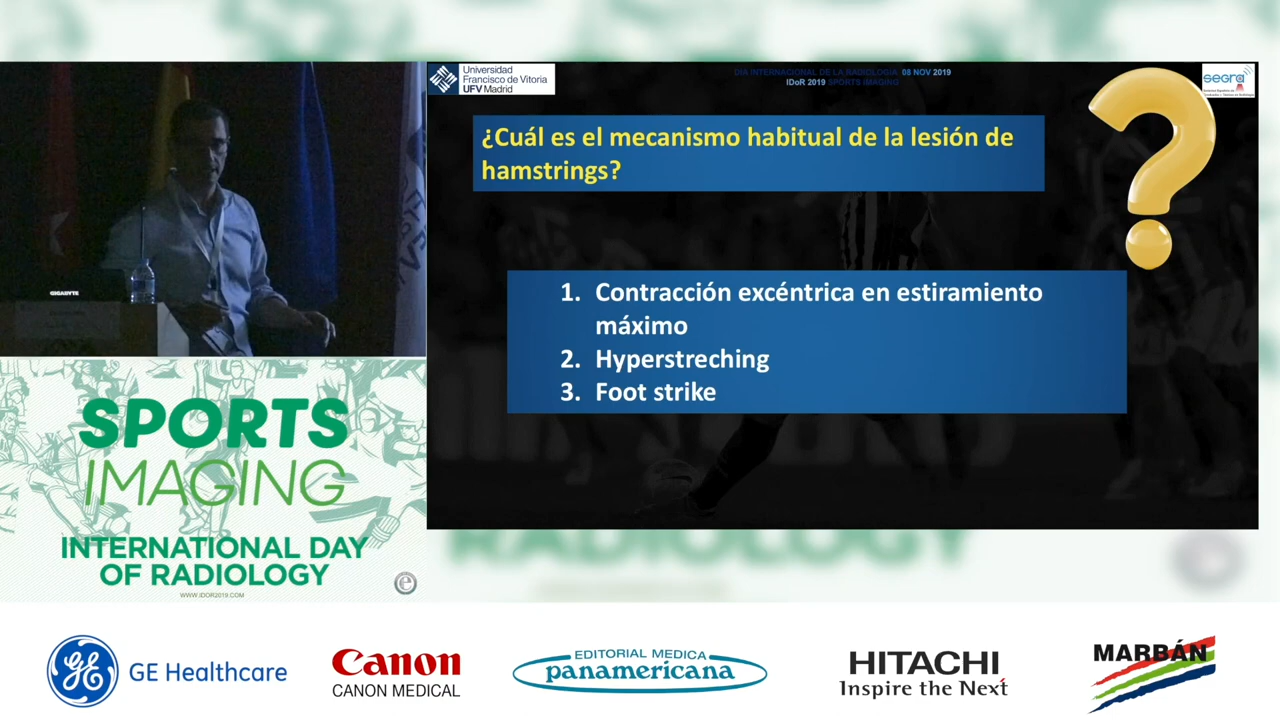 Universidad
Francisco de Vitoria
UFV Madrid
DIA INTERNACIONAL DE LA RADIOLOGIA 08 NOV 2019
IDoR 2019 SPORTS IMAGING
segra
¿Cuál es el mecanismo habitual de la lesión de
hamstrings?
1. Contracción excéntrica en estiramiento
máximo
2. Hyperstreching
3. Foot strike
GIGABYTE
SPORTS
IMAGING
INTERNATIONAL DAY
OF RADIOLOGY
WWW.IDOR2019.COM
RADIOLOGY
GE Healthcare
Canon
CANON MEDICAL
EDITORIAL MEDICA
panamericana
HITACHI
Inspire the Next
MARBÁN